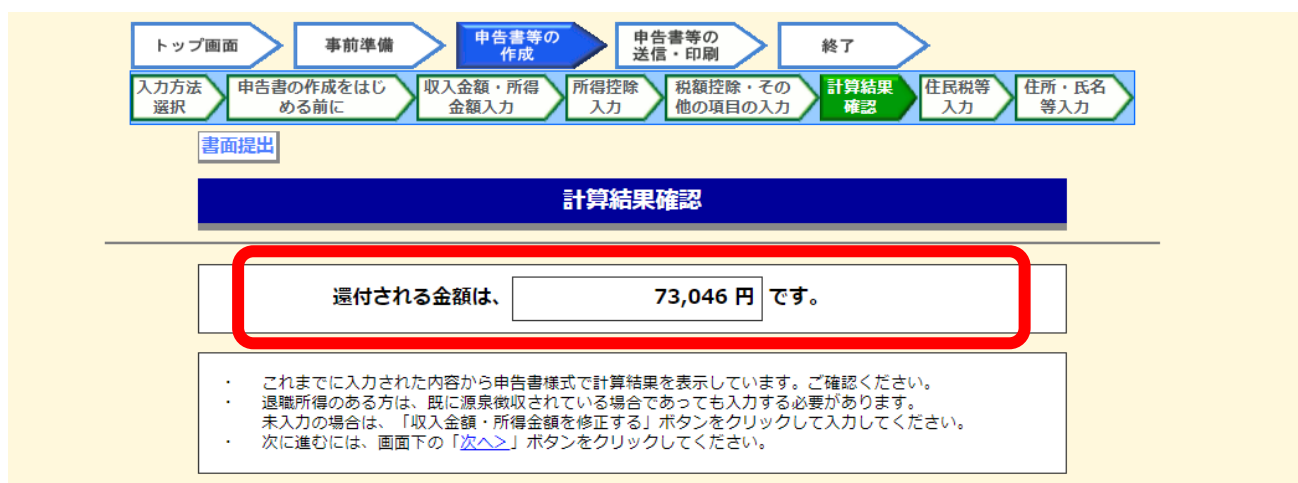 トップ画面
事前準備
申告書等の
作成
申告書等の
送信・印刷
終了
入力方法
選択
申告書の作成をはじ
める前に
収入金額・所得
金額入力
所得控除
入力
税額控除・その
他の項目の入力
計算結果
確認
住民税等
入力
住所・氏名
等入力
書面提出
計算結果確認
還付される金額は、 73,046 円 です。
・ これまでに入力された内容から申告書様式で計算結果を表示しています。ご確認ください。
・ 退職所得のある方は、既に源泉徴収されている場合であっても入力する必要があります。
未入力の場合は、「収入金額・所得金額を修正する」ボタンをクリックして入力してください。
・ 次に進むには、画面下の「次へ>」ボタンをクリックしてください。